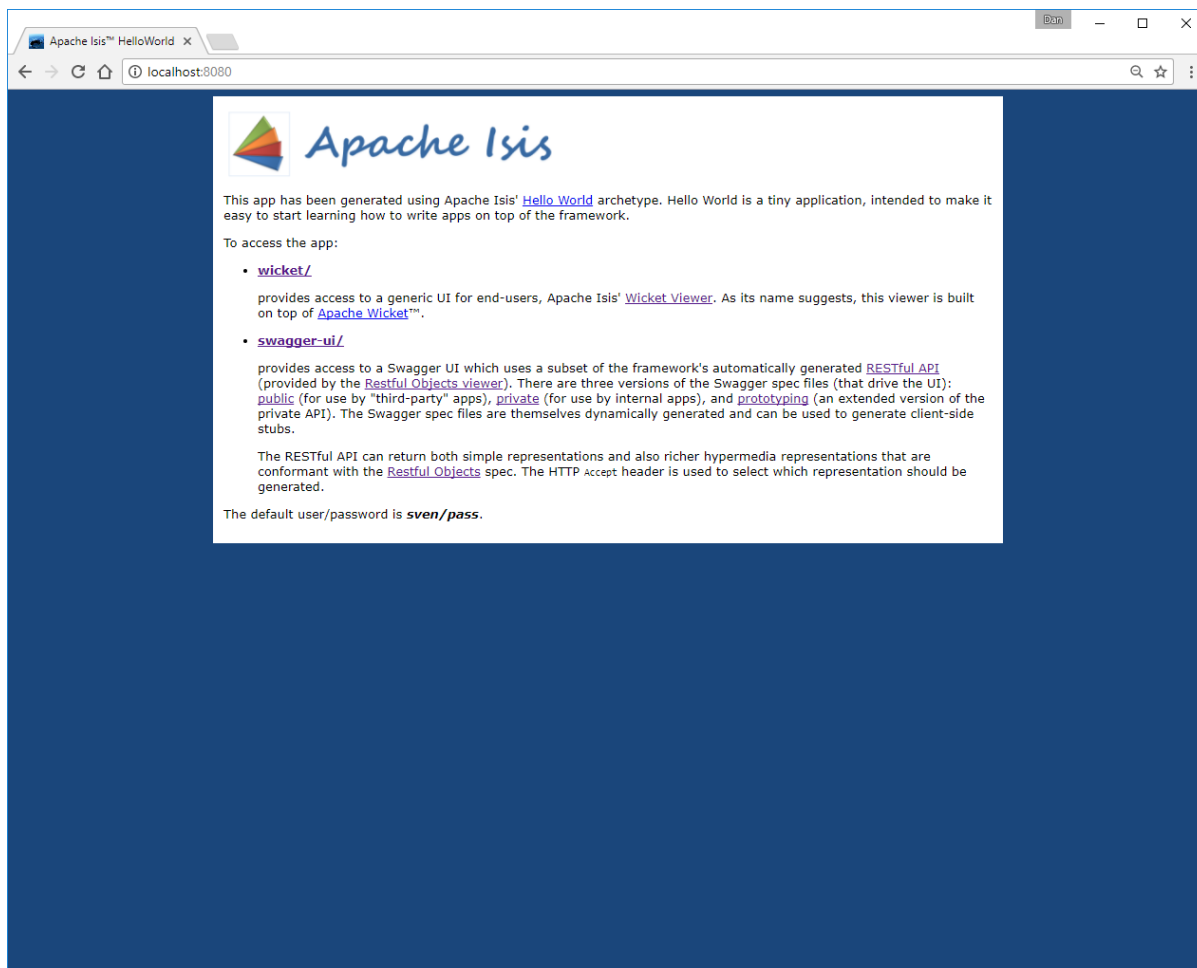 Dan
Apache Isis™ HelloWorld
localhost:8080
Apache Isis
This app has been generated using Apache Isis' Hello World archetype. Hello World is a tiny application, intended to make it
easy to start learning how to write apps on top of the framework.
To access the app:
• wicket/
provides access to a generic UI for end-users, Apache Isis' Wicket Viewer. As its name suggests, this viewer is built
on top of Apache Wicket™.
• swagger-ui/
provides access to a Swagger UI which uses a subset of the framework's automatically generated RESTful API
(provided by the Restful Objects viewer). There are three versions of the Swagger spec files (that drive the UI):
public (for use by "third-party" apps), private (for use by internal apps), and prototyping (an extended version of the
private API). The Swagger spec files are themselves dynamically generated and can be used to generate client-side
stubs.
The RESTful API can return both simple representations and also richer hypermedia representations that are
conformant with the Restful Objects spec. The HTTP Accept header is used to select which representation should be
generated.
The default user/password is sven/pass.